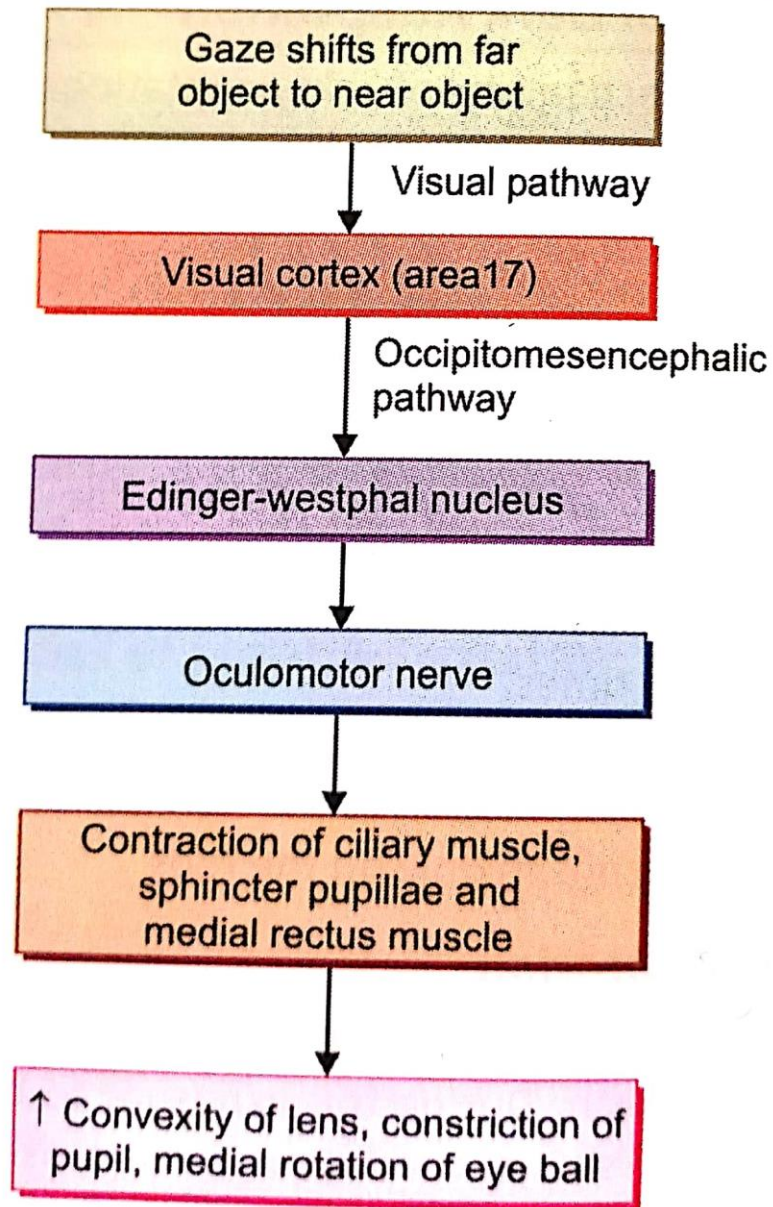 Gaze shifts from far
object to near object
Visual pathway
Visual cortex (area17)
Occipitomesencephalic
pathway
Edinger-westphal nucleus
Oculomotor nerve
Contraction of ciliary muscle,
sphincter pupillae and
medial rectus muscle
↑ Convexity of lens, constriction of
pupil, medial rotation of eye ball